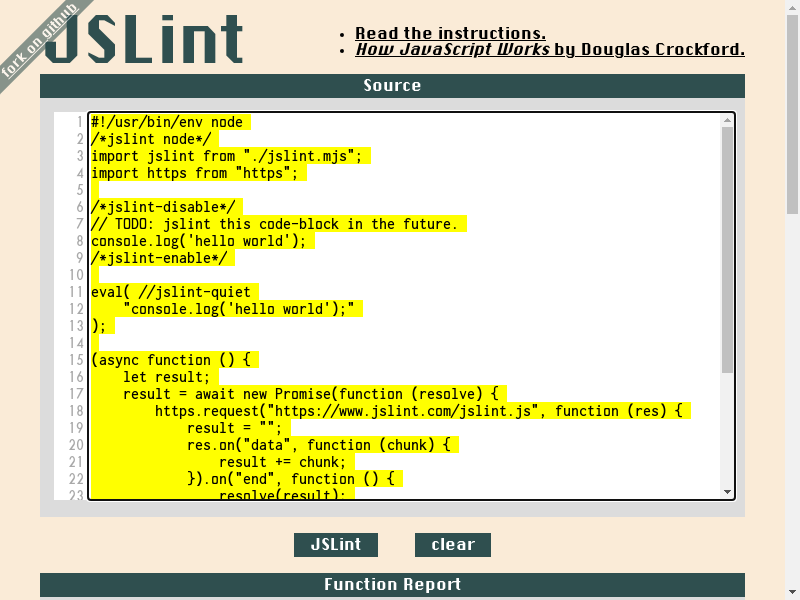 fork on github
JSLint
• Read the instructions.
• How JavaScript Works by Douglas Crockford.
Source
1 #!/usr/bin/env node
2 /*jslint node*/
3 import jslint from "./jslint.mjs";
4 import https from "https";
5
6 /*jslint-disable*/
7 // TODO: jslint this code-block in the future.
8 console.log('hello world');
9 /*jslint-enable*/
10
11 eval( //jslint-quiet
12     "console.log('hello world');"
13 );
14
15 (async function () {
16     let result;
17     result = await new Promise(function (resolve) {
18         https.request("https://www.jslint.com/jslint.js", function (res) {
19             result = "";
20             res.on("data", function (chunk) {
21                 result += chunk;
22             }).on("end", function () {
23                 resolve(result);
JSLint clear
Function Report